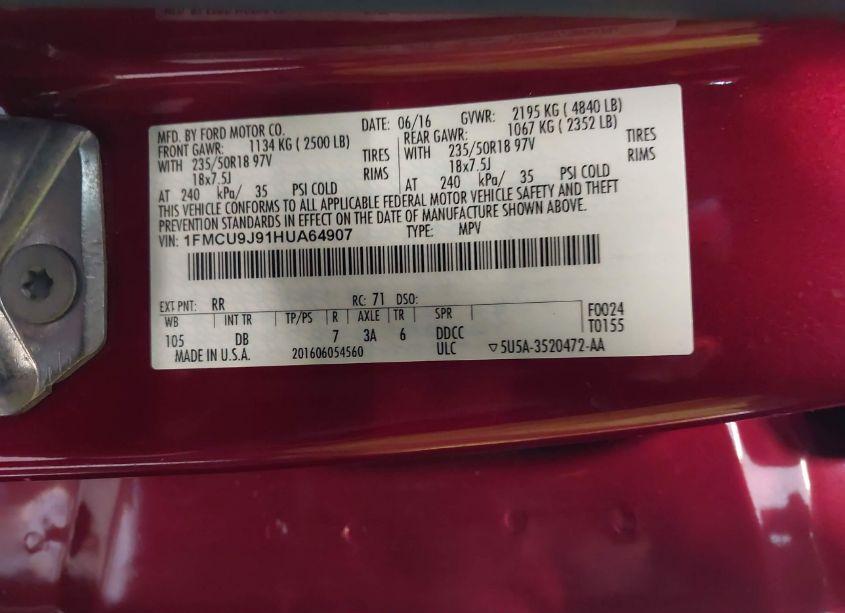 MFD. BY FORD MOTOR CO. DATE: 06/16 GVWR: 2195 KG ( 4840 LB)
FRONT GAWR: 1134 KG ( 2500 LB) REAR GAWR: 1067 KG ( 2352 LB)
WITH 235/50R18 97V TIRES WITH 235/50R18 97V TIRES
18x7.5J RIMS 18x7.5J RIMS
AT 240 kPa/ 35 PSI COLD AT 240 kPa/ 35 PSI COLD
THIS VEHICLE CONFORMS TO ALL APPLICABLE FEDERAL MOTOR VEHICLE SAFETY AND THEFT
PREVENTION STANDARDS IN EFFECT ON THE DATE OF MANUFACTURE SHOWN ABOVE.
VIN: 1FMCU9J91HUA64907 TYPE: MPV
EXT PNT: RR RC: 71 DSO: F0024
WB INT TR TP/PS R AXLE TR SPR T0155
105 DB 7 3A 6 DDCC
MADE IN U.S.A. 201606054560 ULC ▽5U5A-3520472-AA